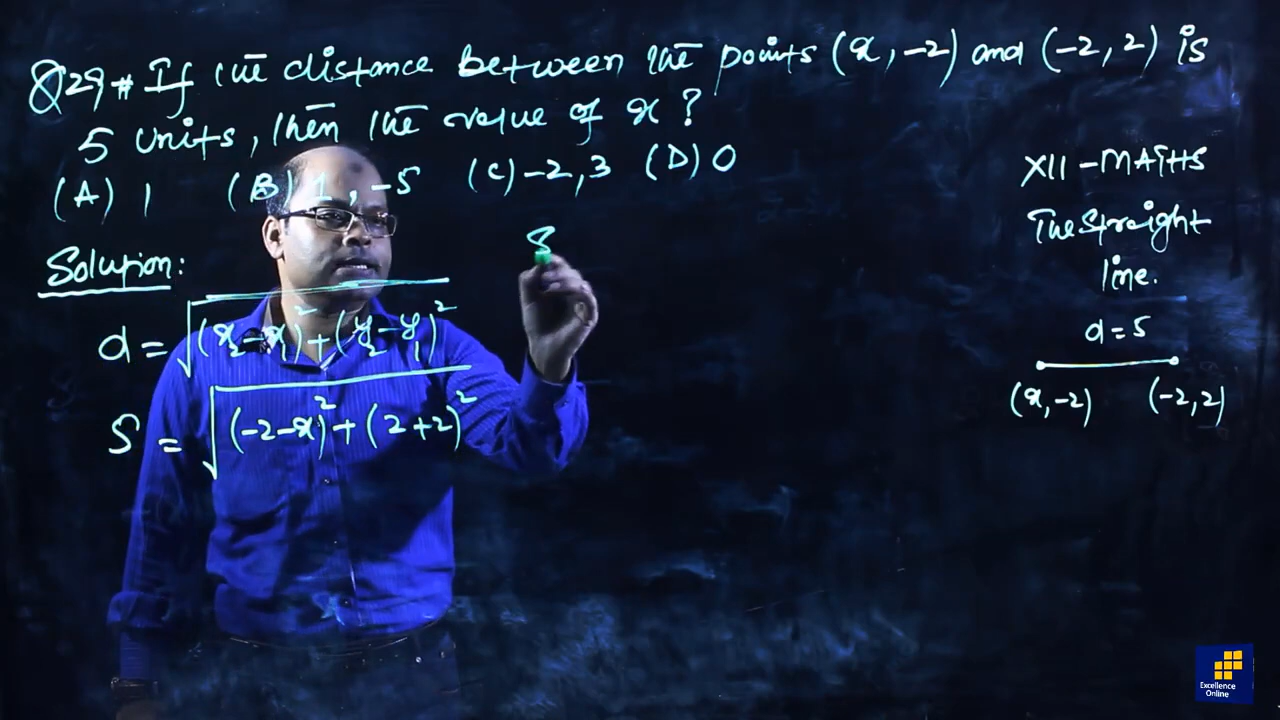 Q29# If the distance between the points (x, -2) and (-2, 2) is
5 units, then the value of x ?
(A) 1 (B) 1, -5 (C) -2, 3 (D) 0
XII - MATHS
The Straight
line.
Solution:
d = √(x₂ - x₁)² + (y₂ - y₁)²
d = 5
(x, -2) (-2, 2)
5 = √(-2 - x)² + (2 + 2)²
Excellence
Online